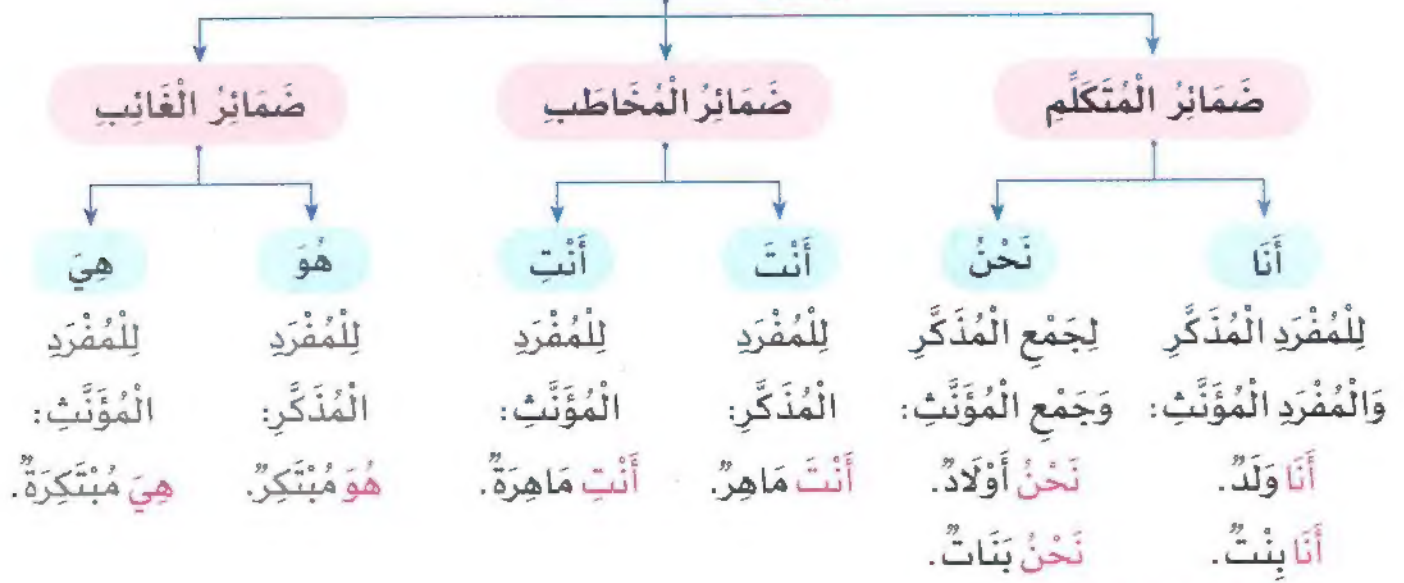 ضَمَائِرُ الْمُتَكَلِّمِ
ضَمَائِرُ الْمُخَاطَبِ
ضَمَائِرُ الْغَائِبِ
أَنَا
لِلْمُفْرَدِ الْمُذَكَّرِ
وَالْمُفْرَدِ الْمُؤَنَّثِ:
أَنَا وَلَدٌ.
أَنَا بِنْتٌ.
نَحْنُ
لِجَمْعِ الْمُذَكَّرِ
وَجَمْعِ الْمُؤَنَّثِ:
نَحْنُ أَوْلَادٌ.
نَحْنُ بَنَاتٌ.
أَنْتَ
لِلْمُفْرَدِ
الْمُذَكَّرِ:
أَنْتَ مَاهِرٌ.
أَنْتِ
لِلْمُفْرَدِ
الْمُؤَنَّثِ:
أَنْتِ مَاهِرَةٌ.
هُوَ
لِلْمُفْرَدِ
الْمُذَكَّرِ:
هُوَ مُبْتَكِرٌ.
هِيَ
لِلْمُفْرَدِ
الْمُؤَنَّثِ:
هِيَ مُبْتَكِرَةٌ.